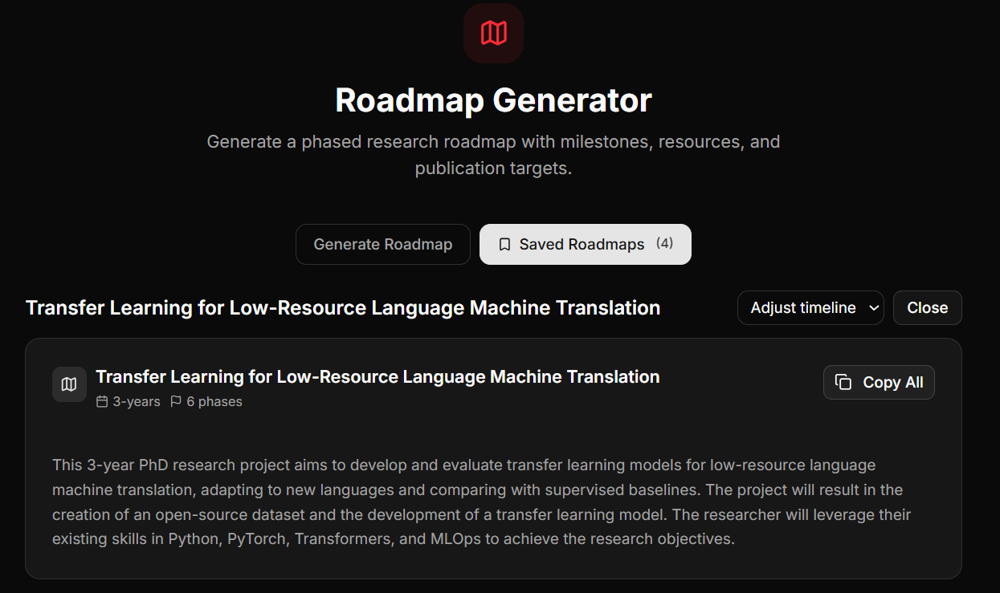 Roadmap Generator
Generate a phased research roadmap with milestones, resources, and
publication targets.
Generate Roadmap
Saved Roadmaps (4)
Transfer Learning for Low-Resource Language Machine Translation
Adjust timeline
Close
Transfer Learning for Low-Resource Language Machine Translation
3-years 6 phases
Copy All
This 3-year PhD research project aims to develop and evaluate transfer learning models for low-resource language
machine translation, adapting to new languages and comparing with supervised baselines. The project will result in the
creation of an open-source dataset and the development of a transfer learning model. The researcher will leverage their
existing skills in Python, PyTorch, Transformers, and MLOps to achieve the research objectives.